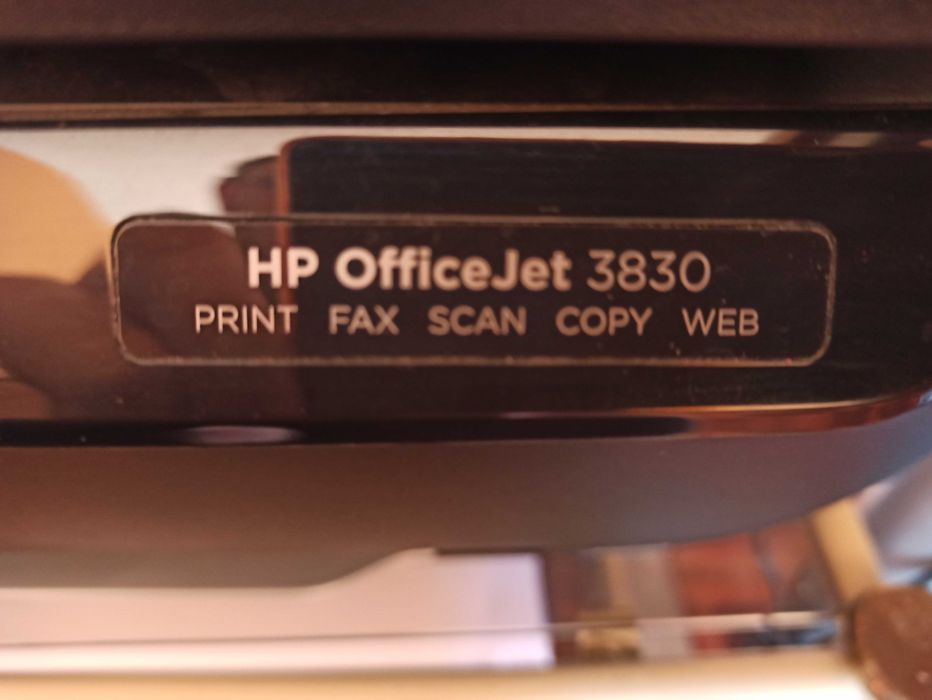 HP OfficeJet 3830
PRINT FAX SCAN COPY WEB